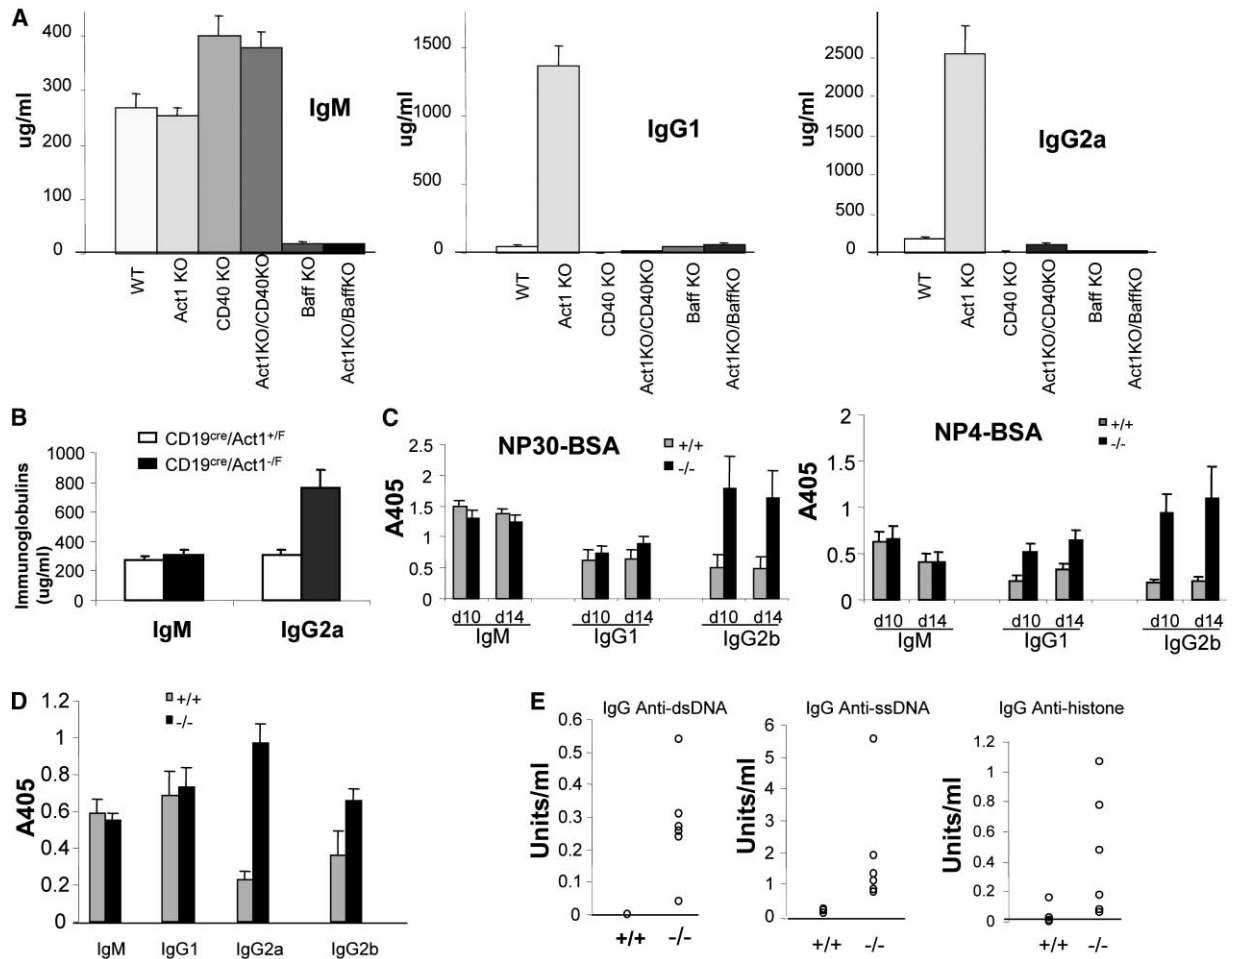 A
400
300
200
100
0
ug/ml
IgM
WT
Act1 KO
CD40 KO
Act1KO/CD40KO
Baff KO
Act1KO/BaffKO
1500
1000
500
0
ug/ml
IgG1
WT
Act1 KO
CD40 KO
Act1KO/CD40KO
Baff KO
Act1KO/BaffKO
2500
2000
1500
1000
500
0
ug/ml
IgG2a
WT
Act1 KO
CD40 KO
Act1KO/CD40KO
Baff KO
Act1KO/BaffKO
B
CD19cre/Act1+/F
CD19cre/Act1-/F
1000
800
600
400
200
0
Immunoglobulins
(ug/ml)
IgM
IgG2a
C
NP30-BSA
+/+
-/-
2.5
2
1.5
1
0.5
0
A405
d10 d14 d10 d14 d10 d14
IgM IgG1 IgG2b
NP4-BSA
+/+
-/-
2
1.5
1
0.5
0
A405
d10 d14 d10 d14 d10 d14
IgM IgG1 IgG2b
D
+/+
-/-
1.2
1
0.8
0.6
0.4
0.2
0
A405
IgM IgG1 IgG2a IgG2b
E
IgG Anti-dsDNA
0.6
0.5
0.4
0.3
0.2
0.1
0
Units/ml
+/+ -/-
IgG Anti-ssDNA
6
5
4
3
2
1
0
Units/ml
+/+ -/-
IgG Anti-histone
1.2
1
0.8
0.6
0.4
0.2
0
Units/ml
+/+ -/-